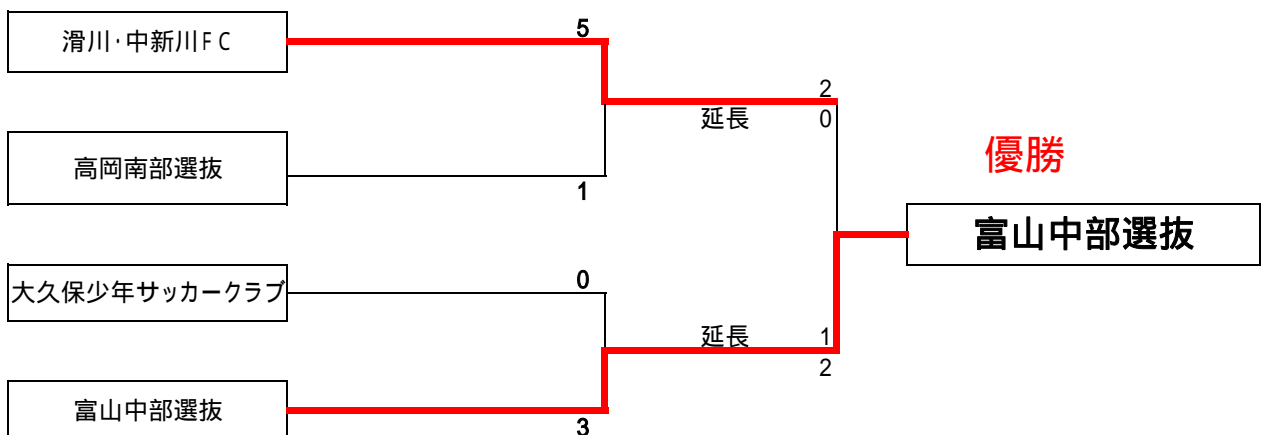 滑川・中新川FC
5
2
延長
0
優勝
高岡南部選抜
1
富山中部選抜
大久保少年サッカークラブ
0
延長
1
2
富山中部選抜
3